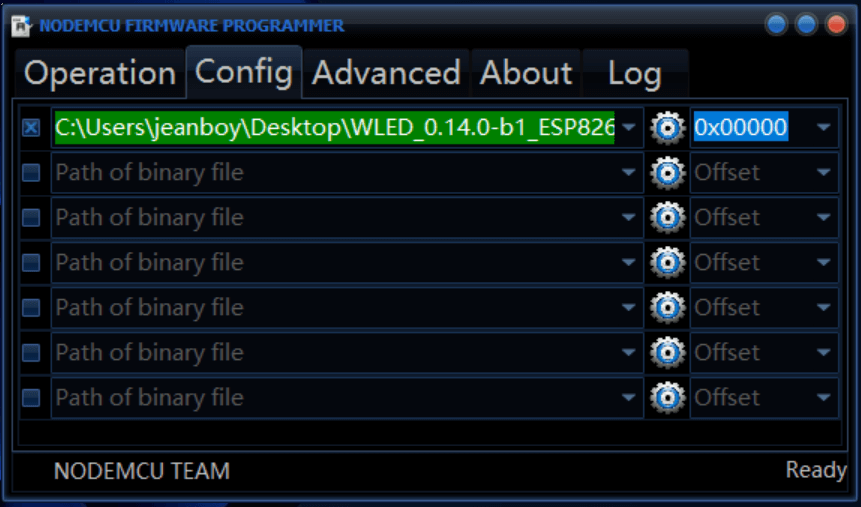 NODEMCU FIRMWARE PROGRAMMER
Operation Config Advanced About Log
C:\Users\jeanboy\Desktop\WLED_0.14.0-b1_ESP826 0x00000
Path of binary file Offset
Path of binary file Offset
Path of binary file Offset
Path of binary file Offset
Path of binary file Offset
Path of binary file Offset
NODEMCU TEAM Ready